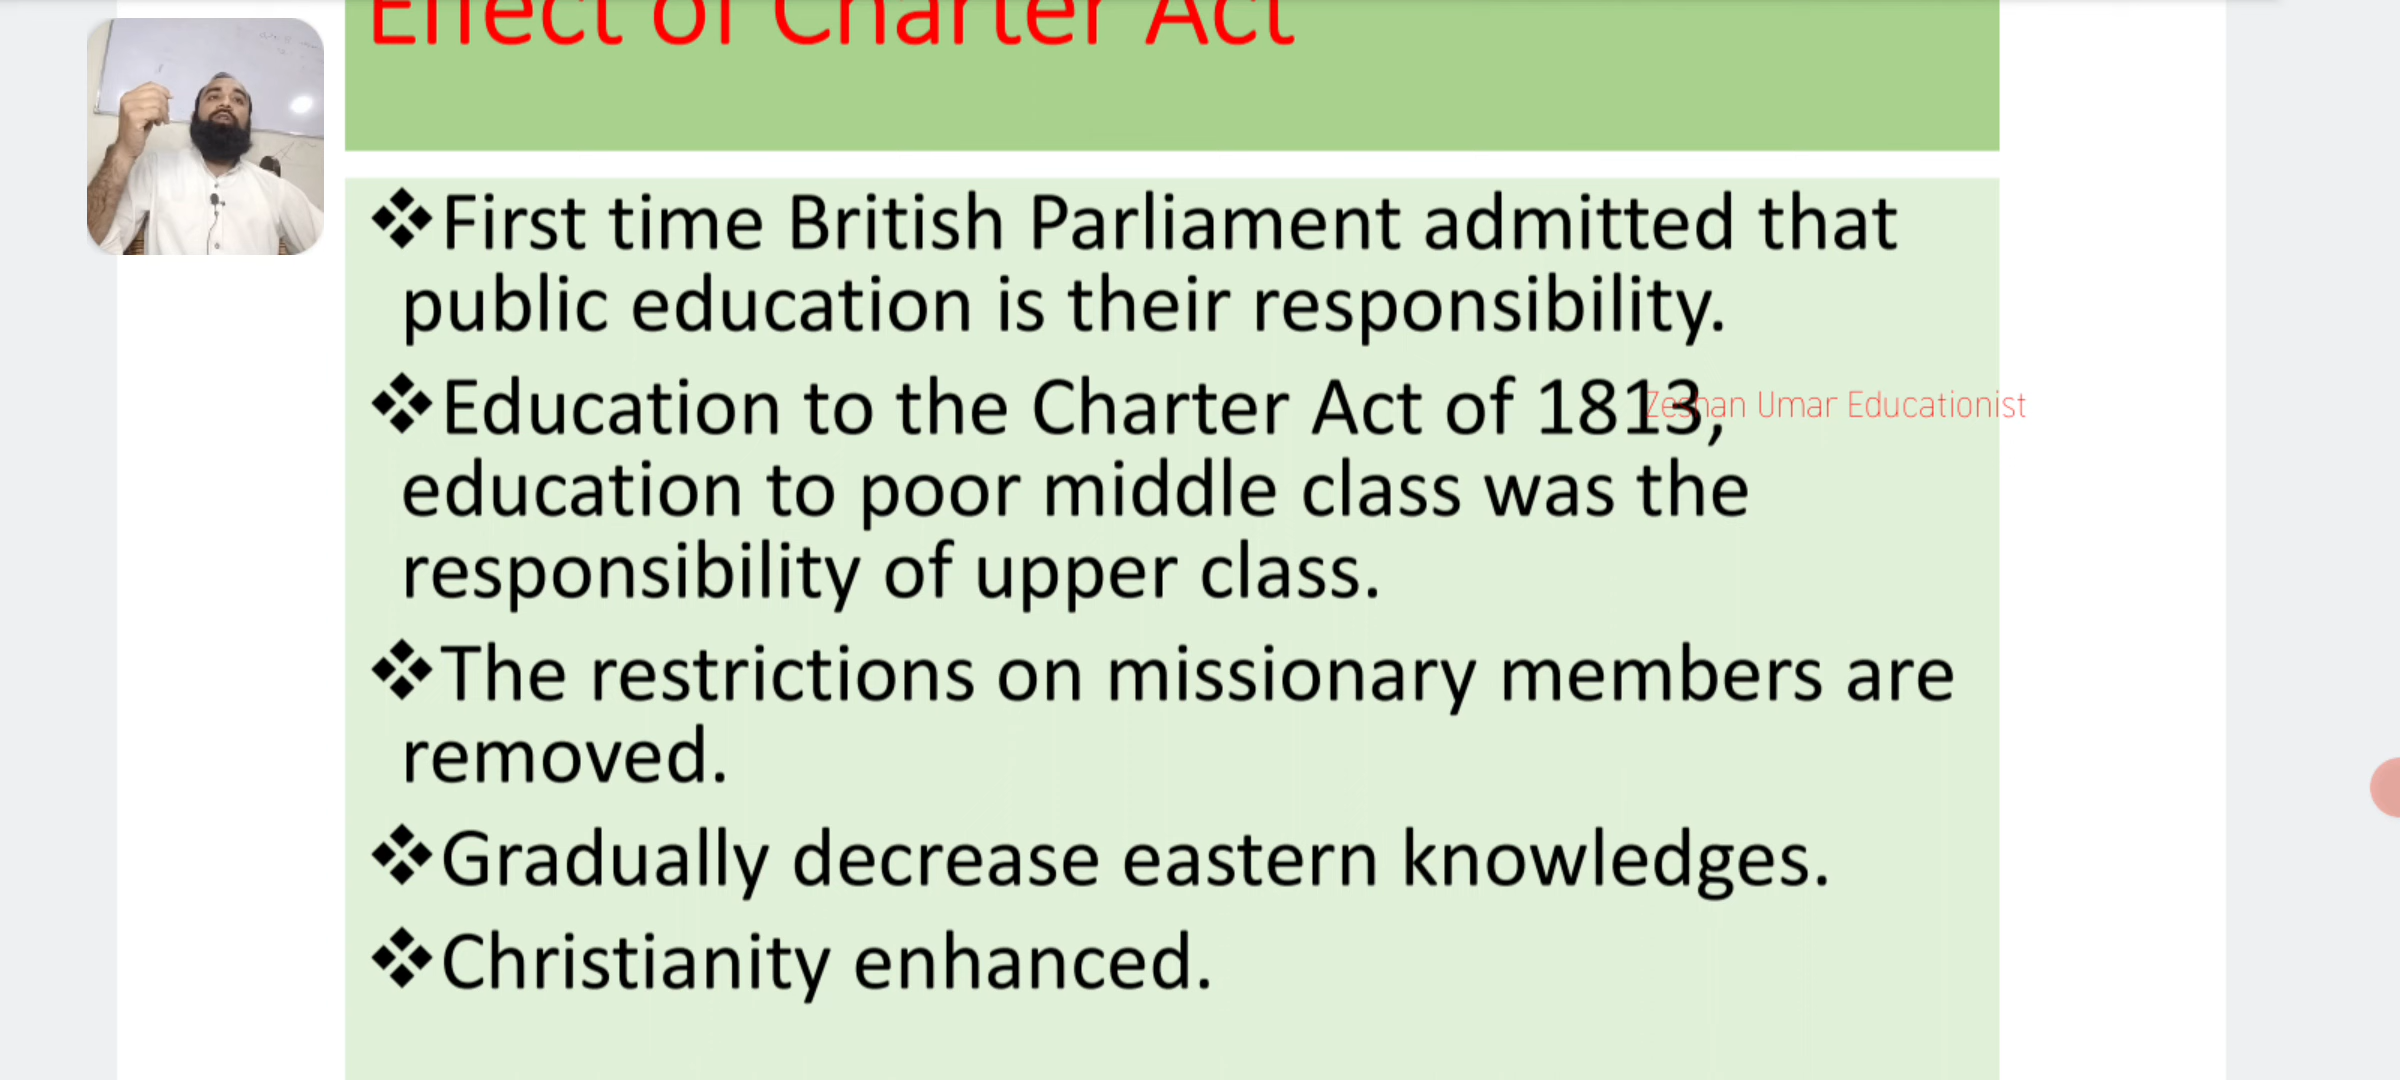 Effect of Charter Act
❖First time British Parliament admitted that
public education is their responsibility.
❖Education to the Charter Act of 1813,
Zeshan Umar Educationist
education to poor middle class was the
responsibility of upper class.
❖The restrictions on missionary members are
removed.
❖Gradually decrease eastern knowledges.
❖Christianity enhanced.